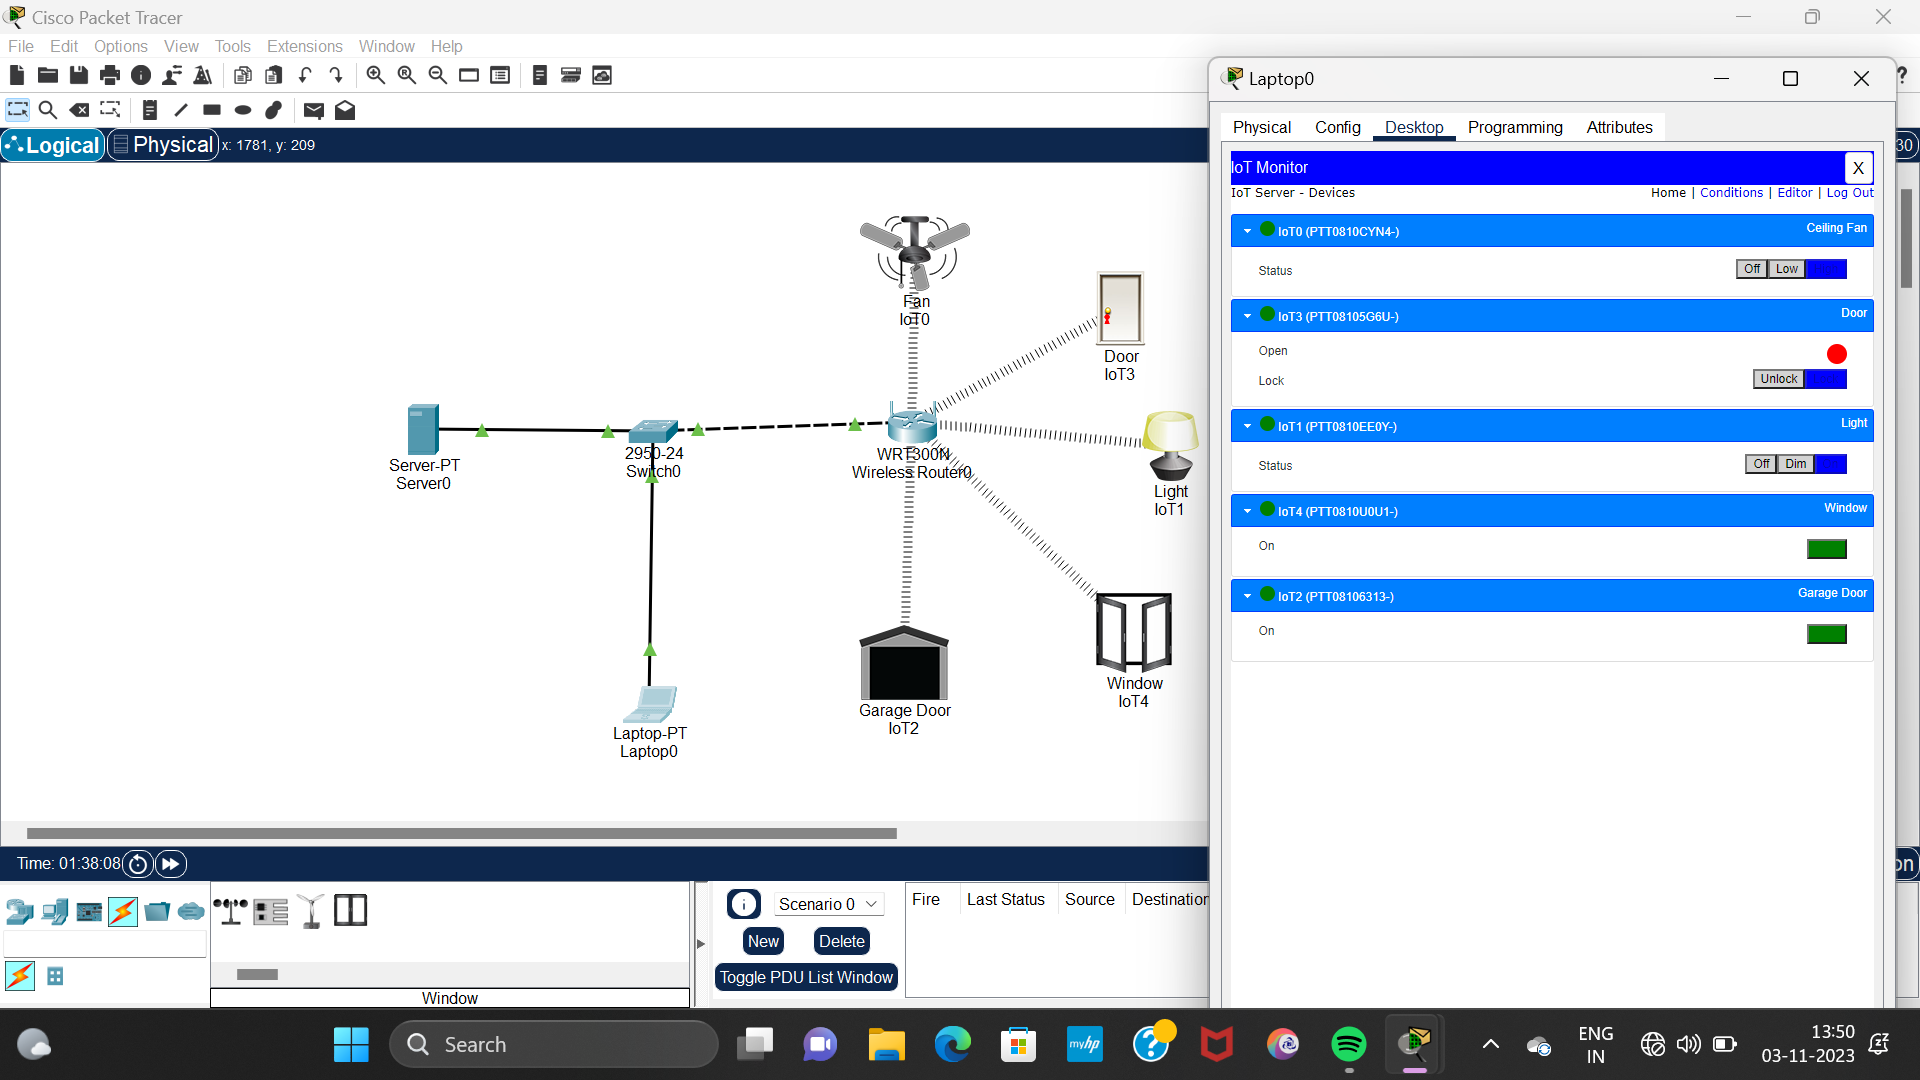 Cisco Packet Tracer
File Edit Options View Tools Extensions Window Help
Logical Physical x: 1781, y: 209
Fan
IoT0
Door
IoT3
Server-PT
Server0
2950-24
Switch0
WRT300N
Wireless Router0
Light
IoT1
Garage Door
IoT2
Window
IoT4
Laptop-PT
Laptop0
Time: 01:38:08
Scenario 0
New Delete
Toggle PDU List Window
Fire Last Status Source Destination
Window
Laptop0
Physical Config Desktop Programming Attributes
IoT Monitor X
IoT Server - Devices Home | Conditions | Editor | Log Out
IoT0 (PTT0810CYN4-) Ceiling Fan
Status Off Low
IoT3 (PTT08105G6U-) Door
Open
Lock Unlock
IoT1 (PTT0810EE0Y-) Light
Status Off Dim
IoT4 (PTT0810U0U1-) Window
On
IoT2 (PTT08106313-) Garage Door
On
?
30
on
Search
myhp
ENG
IN
13:50
03-11-2023